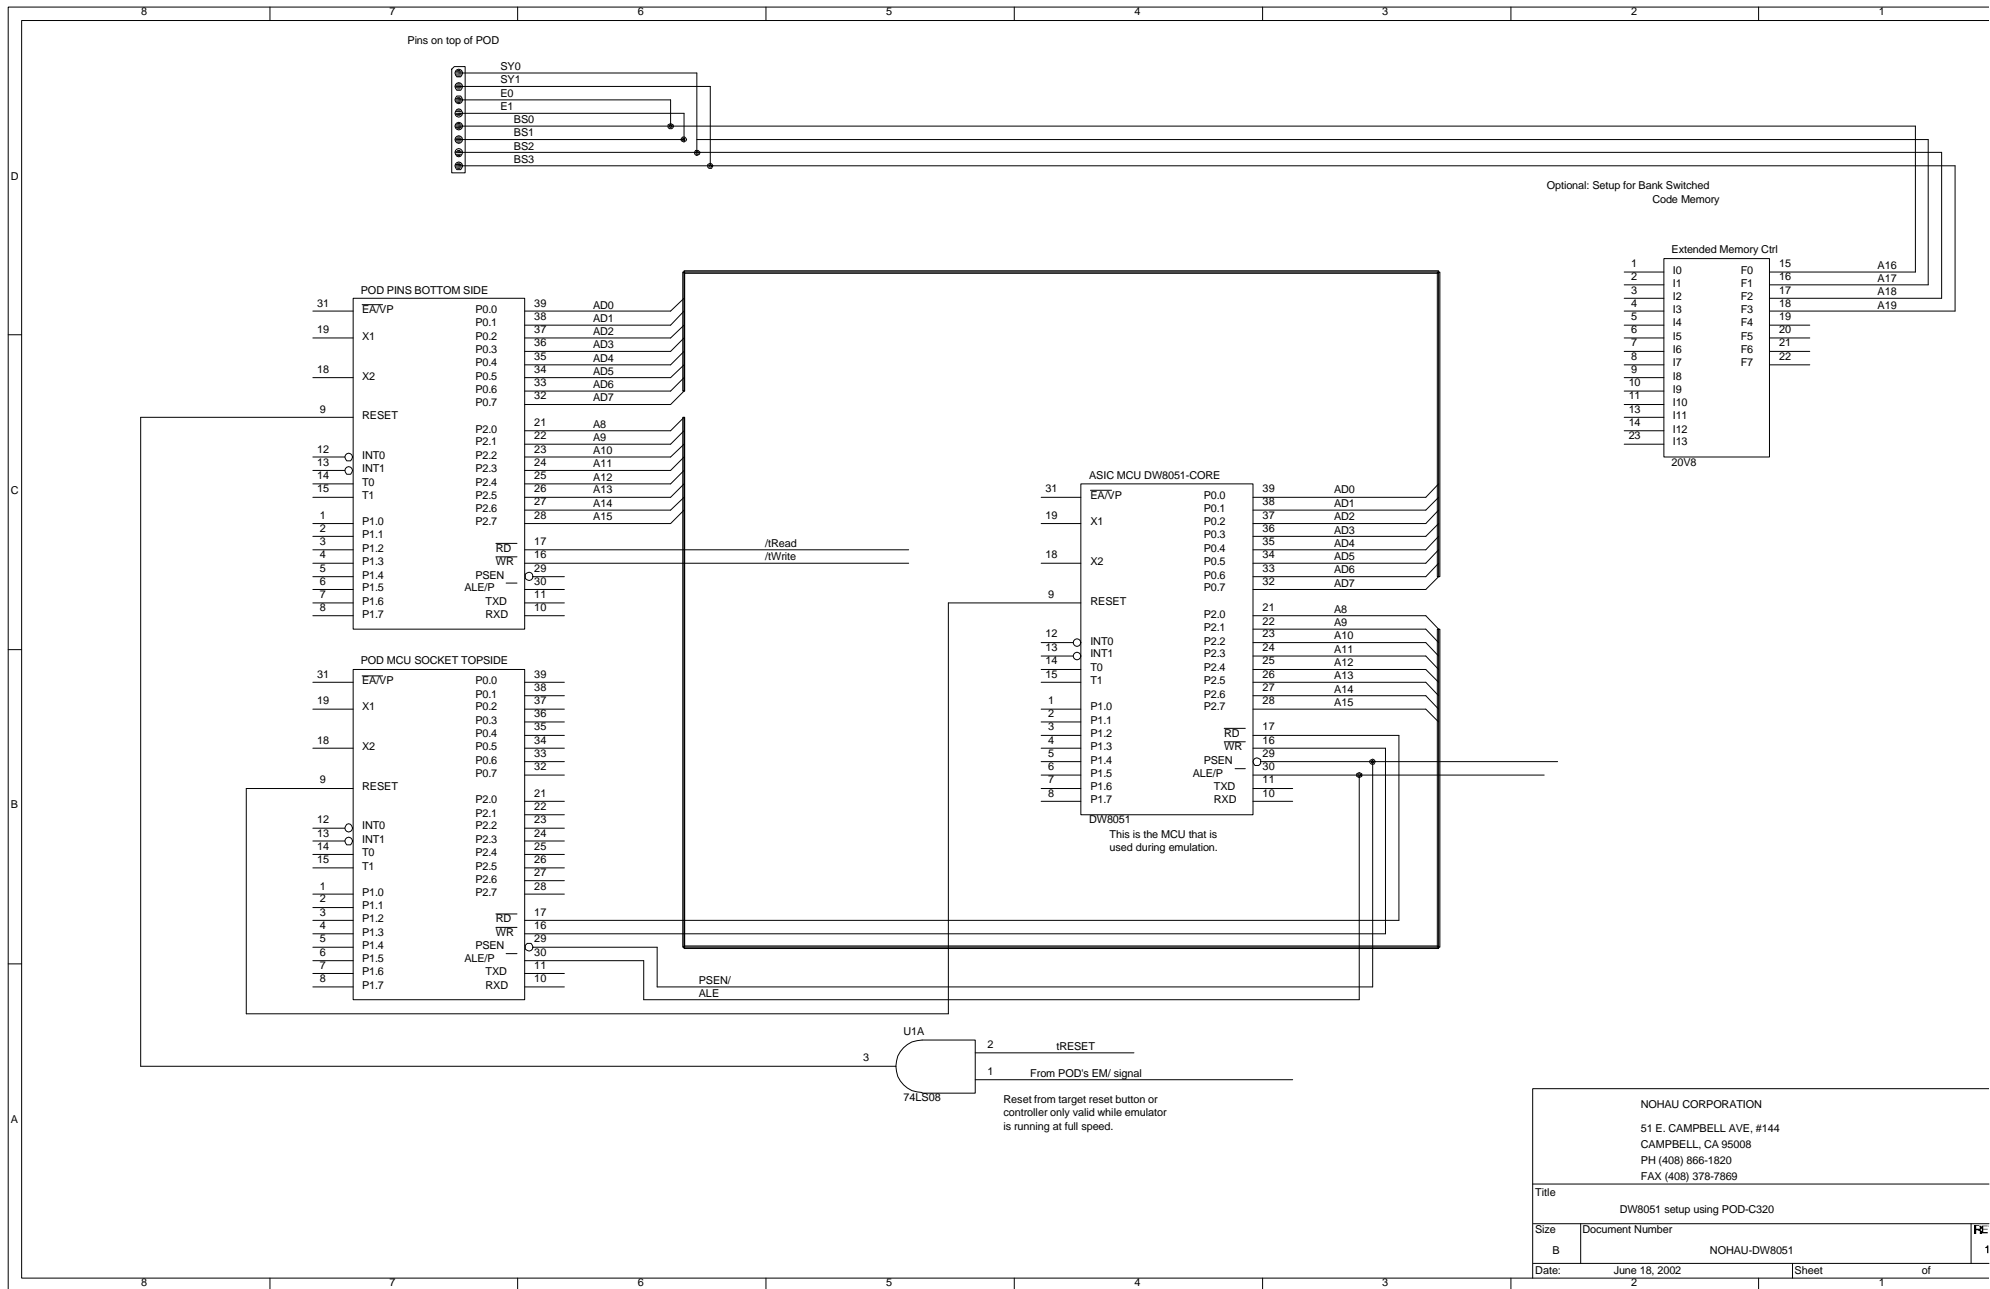 8 7 6 5 4 3 2 1
Pins on top of POD
SY0
SY1
E0
E1
BS0
BS1
BS2
BS3
D
Optional: Setup for Bank Switched
Code Memory
Extended Memory Ctrl
1 I0 F0 15 A16
2 I1 F1 16 A17
3 I2 F2 17 A18
4 I3 F3 18 A19
5 I4 F4 19
6 I5 F5 20
7 I6 F6 21
8 I7 F7 22
9 I8
10 I9
11 I10
13 I11
14 I12
23 I13
20V8
POD PINS BOTTOM SIDE
31 EA/VP P0.0 39 AD0
P0.1 38 AD1
19 X1 P0.2 37 AD2
P0.3 36 AD3
P0.4 35 AD4
18 X2 P0.5 34 AD5
P0.6 33 AD6
P0.7 32 AD7
9 RESET
P2.0 21 A8
P2.1 22 A9
12 INT0 P2.2 23 A10
13 INT1 P2.3 24 A11
14 T0 P2.4 25 A12
15 T1 P2.5 26 A13
P2.6 27 A14
1 P1.0 P2.7 28 A15
2 P1.1
3 P1.2 RD 17 /tRead
4 P1.3 WR 16 /tWrite
5 P1.4 PSEN 29
6 P1.5 ALE/P 30
7 P1.6 TXD 11
8 P1.7 RXD 10
C
ASIC MCU DW8051-CORE
31 EA/VP P0.0 39 AD0
P0.1 38 AD1
19 X1 P0.2 37 AD2
P0.3 36 AD3
P0.4 35 AD4
18 X2 P0.5 34 AD5
P0.6 33 AD6
P0.7 32 AD7
9 RESET
P2.0 21 A8
P2.1 22 A9
12 INT0 P2.2 23 A10
13 INT1 P2.3 24 A11
14 T0 P2.4 25 A12
15 T1 P2.5 26 A13
P2.6 27 A14
1 P1.0 P2.7 28 A15
2 P1.1
3 P1.2 RD 17
4 P1.3 WR 16
5 P1.4 PSEN 29
6 P1.5 ALE/P 30
7 P1.6 TXD 11
8 P1.7 RXD 10
DW8051
This is the MCU that is
used during emulation.
POD MCU SOCKET TOPSIDE
31 EA/VP P0.0 39
P0.1 38
19 X1 P0.2 37
P0.3 36
P0.4 35
18 X2 P0.5 34
P0.6 33
P0.7 32
9 RESET
P2.0 21
P2.1 22
12 INT0 P2.2 23
13 INT1 P2.3 24
14 T0 P2.4 25
15 T1 P2.5 26
P2.6 27
1 P1.0 P2.7 28
2 P1.1
3 P1.2 RD 17
4 P1.3 WR 16
5 P1.4 PSEN 29
6 P1.5 ALE/P 30
7 P1.6 TXD 11
8 P1.7 RXD 10
B
PSEN/
ALE
U1A
3
2 tRESET
1 From POD's EM/ signal
74LS08
Reset from target reset button or
controller only valid while emulator
is running at full speed.
A
NOHAU CORPORATION
51 E. CAMPBELL AVE, #144
CAMPBELL, CA 95008
PH (408) 866-1820
FAX (408) 378-7869
Title
DW8051 setup using POD-C320
Size Document Number
B NOHAU-DW8051 1
Date: June 18, 2002 Sheet of
8 7 6 5 4 3 2 1